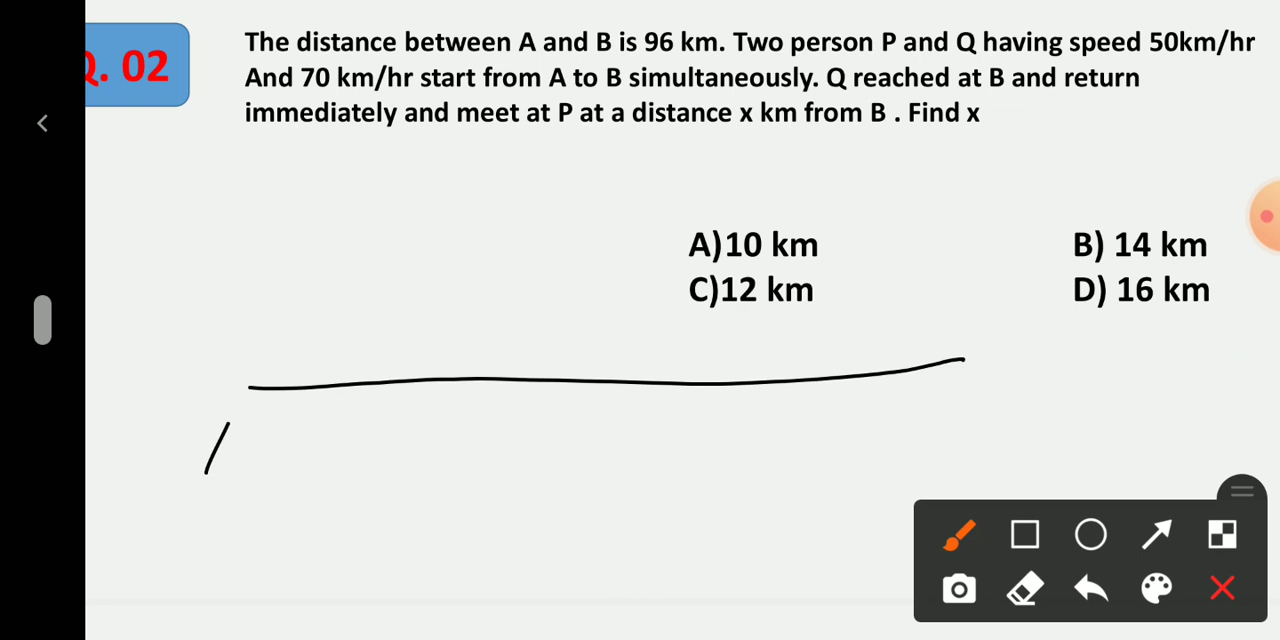 Q. 02
The distance between A and B is 96 km. Two person P and Q having speed 50km/hr
And 70 km/hr start from A to B simultaneously. Q reached at B and return
immediately and meet at P at a distance x km from B . Find x
A)10 km
B) 14 km
C)12 km
D) 16 km